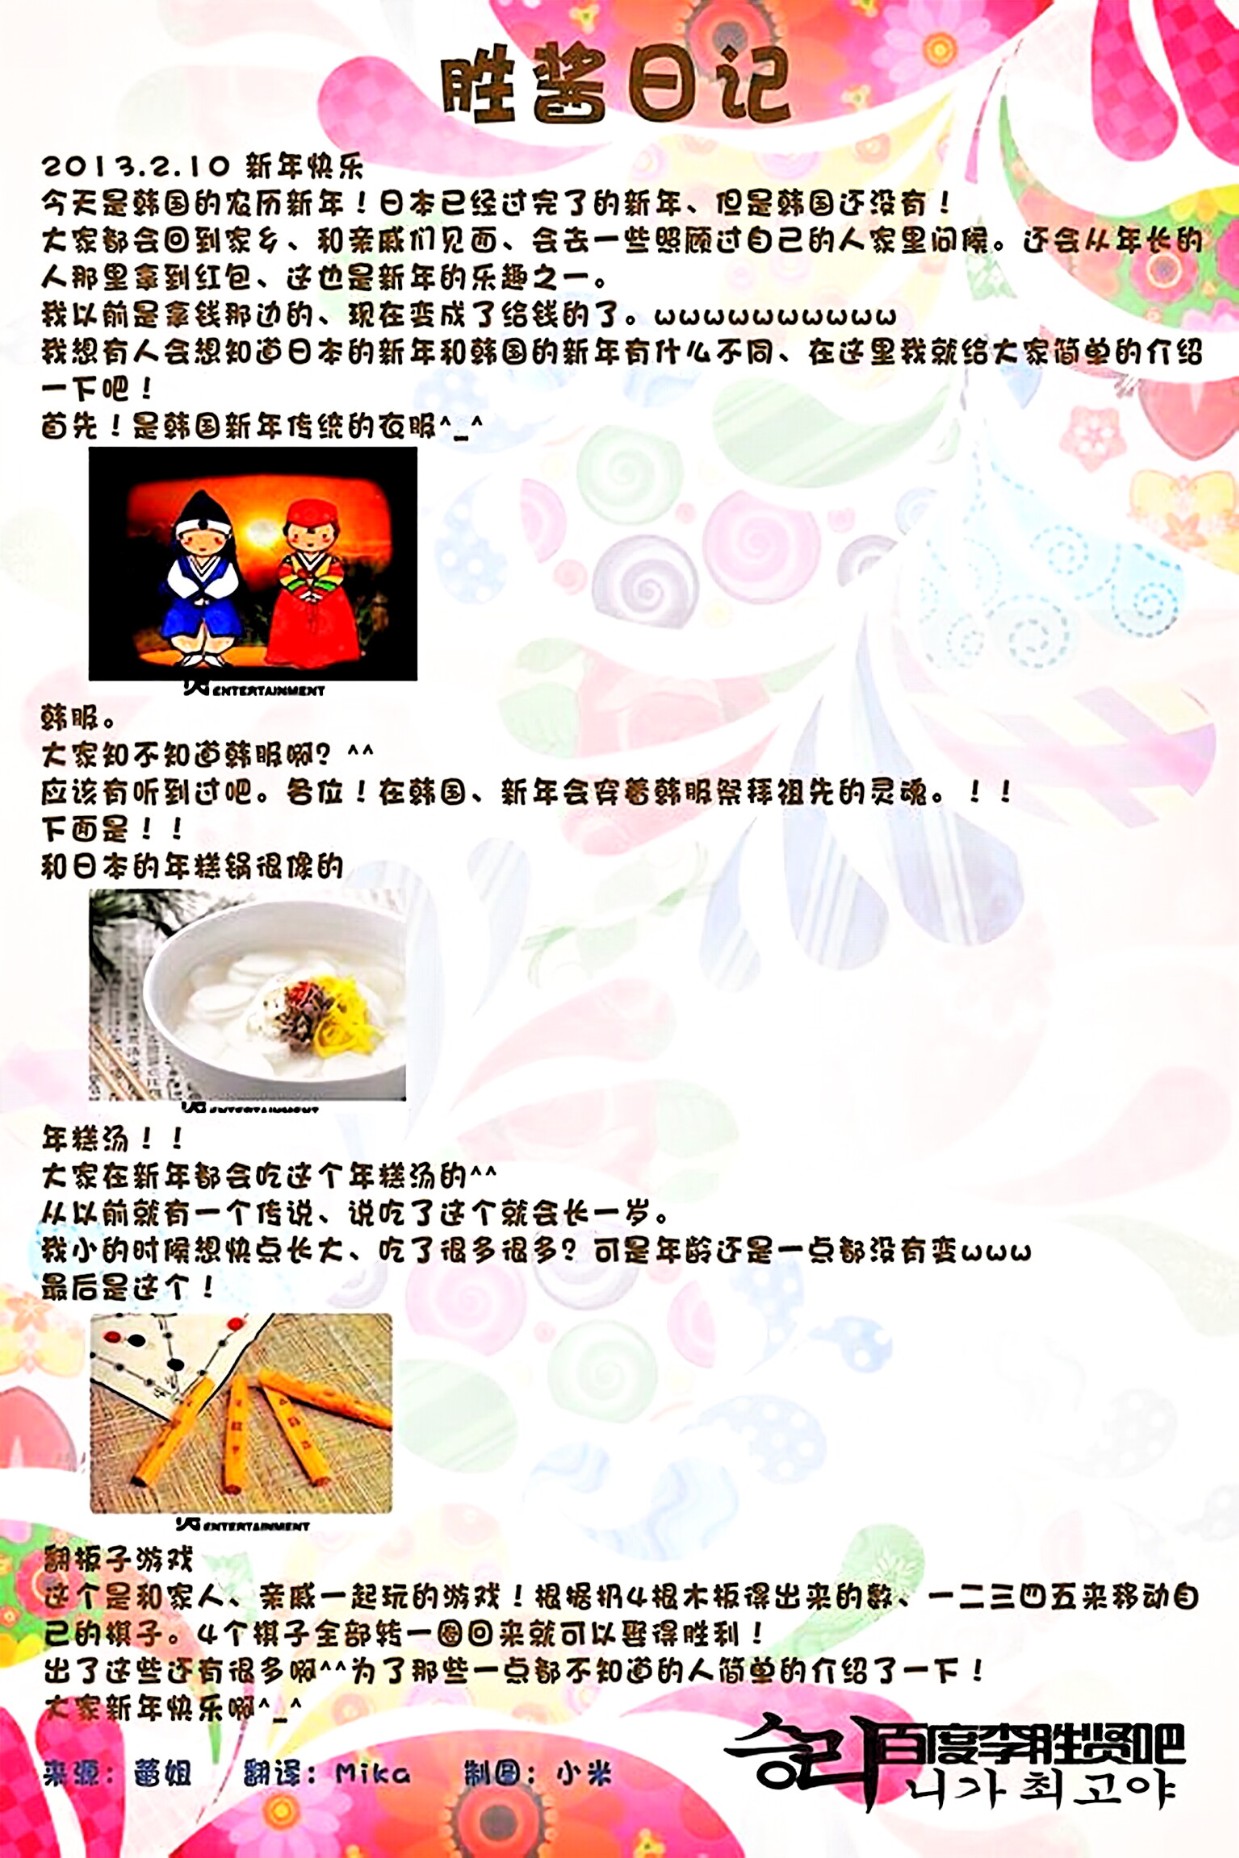 胜酱日记
2013.2.10 新年快乐
今天是韩国的农历新年！日本已经过完了的新年、但是韩国还没有！
大家都会回到家乡、和亲戚们见面、会去一些照顾过自己的人家里问候。还会从年长的
人那里拿到红包、这也是新年的乐趣之一。
我以前是拿钱那边的、现在变成了给钱的了。ωωωωωωωωωω
我想有人会想知道日本的新年和韩国的新年有什么不同、在这里我就给大家简单的介绍
一下吧！
首先！是韩国新年传统的衣服^_^
ENTERTAINMENT
韩服。
大家知不知道韩服啊？^^
应该有听到过吧。各位！在韩国、新年会穿着韩服祭拜祖先的灵魂。！！
下面是！！
和日本的年糕锅很像的
年糕汤！！
大家在新年都会吃这个年糕汤的^^
从以前就有一个传说、说吃了这个就会长一岁。
我小的时候想快点长大、吃了很多很多？可是年龄还是一点都没有变ωωω
最后是这个！
ENTERTAINMENT
翻板子游戏
这个是和家人、亲戚一起玩的游戏！根据扔4根木板得出来的数、一二三四五来移动自
己的棋子。4个棋子全部转一圈回来就可以娶得胜利！
出了这些还有很多啊^^为了那些一点都不知道的人简单的介绍了一下！
大家新年快乐啊^_^
来源：蕾姐 翻译：Mika 制图：小米
승리 百度李胜贤吧
니가 최고야